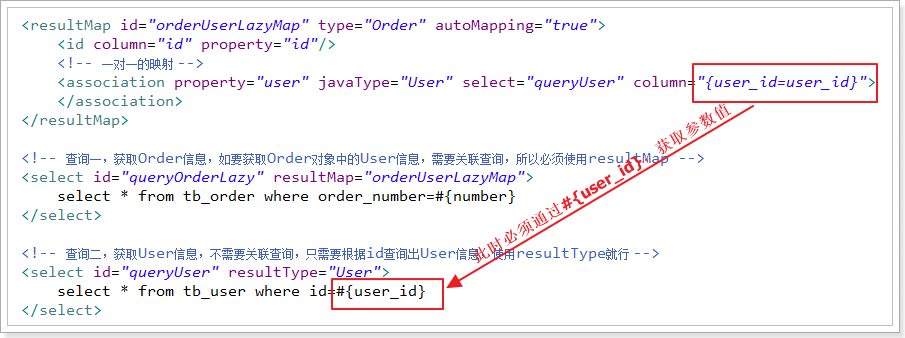 <resultMap id="orderUserLazyMap" type="Order" autoMapping="true">
<id column="id" property="id"/>
<!-- 一对一的映射 -->
<association property="user" javaType="User" select="queryUser" column="{user_id=user_id}">
</association>
</resultMap>
此时必须通过#{user_id} 获取参数值
<!-- 查询一，获取Order信息，如要获取Order对象中的User信息，需要关联查询，所以必须使用resultMap -->
<select id="queryOrderLazy" resultMap="orderUserLazyMap">
select * from tb_order where order_number=#{number}
</select>
<!-- 查询二，获取User信息，不需要关联查询，只需要根据id查询出User信息，使用resultType就行 -->
<select id="queryUser" resultType="User">
select * from tb_user where id=#{user_id}
</select>